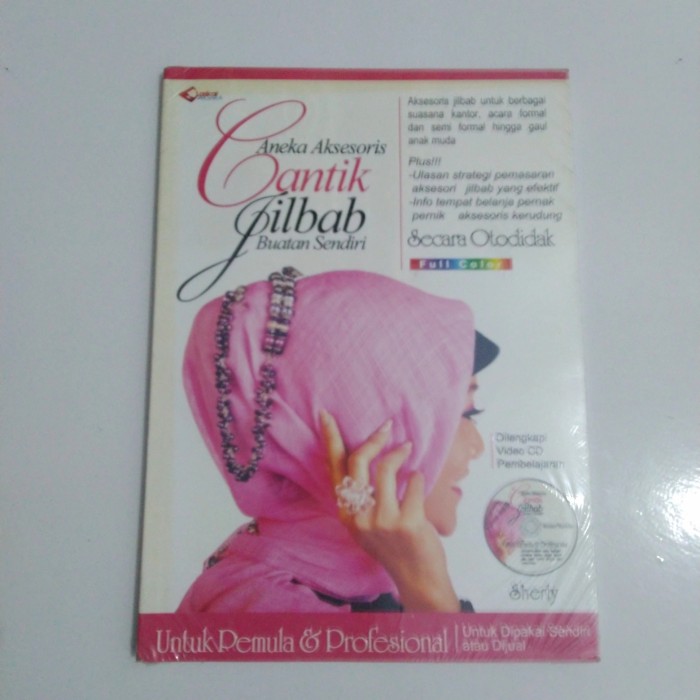 Aneka Aksesoris
Cantik
Jilbab
Buatan Sendiri
Aksesoris jilbab untuk berbagai
suasana kantor, acara formal
dan semi formal hingga gaul
anak muda
Plus!!!
-Ulasan strategi pemasaran
aksesori jilbab yang efektif
-Info tempat belanja pernak
pernik aksesoris kerudung
Secara Otodidak
Full Color
Dilengkapi
Video CD
Pembelajaran
Cantik
Jilbab
Sherly
Untuk Pemula & Profesional
Untuk Dipakai Sendiri
atau Dijual